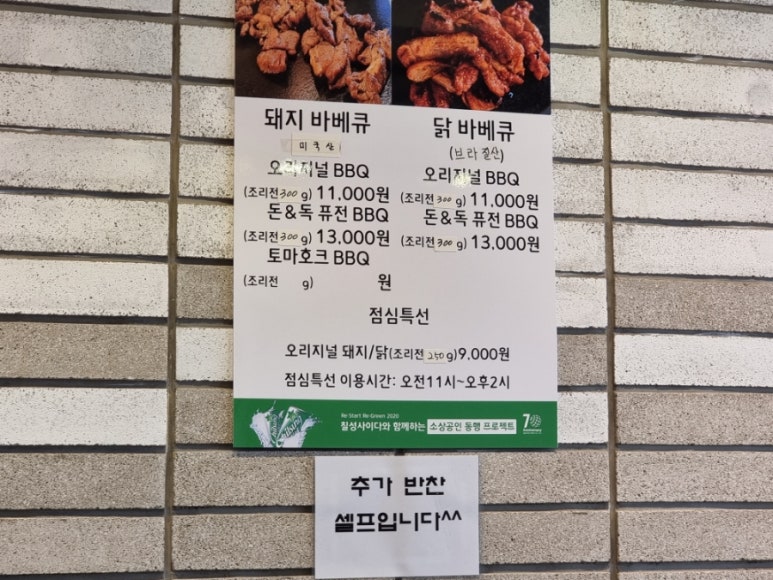 돼지 바베큐
미국산
오리지널 BBQ
(조리전 300 g) 11,000원
돈&독 퓨전 BBQ
(조리전 300 g) 13,000원
토마호크 BBQ
(조리전 g) 원
닭 바베큐
(브라질산)
오리지널 BBQ
(조리전 300 g) 11,000원
돈&독 퓨전 BBQ
(조리전 300 g) 13,000원
점심특선
오리지널 돼지/닭(조리전 250 g) 9,000원
점심특선 이용시간: 오전11시~오후2시
Re-Start Re-Green 2020
칠성사이다와 함께하는 소상공인 동행 프로젝트
70
추가 반찬
셀프입니다^^